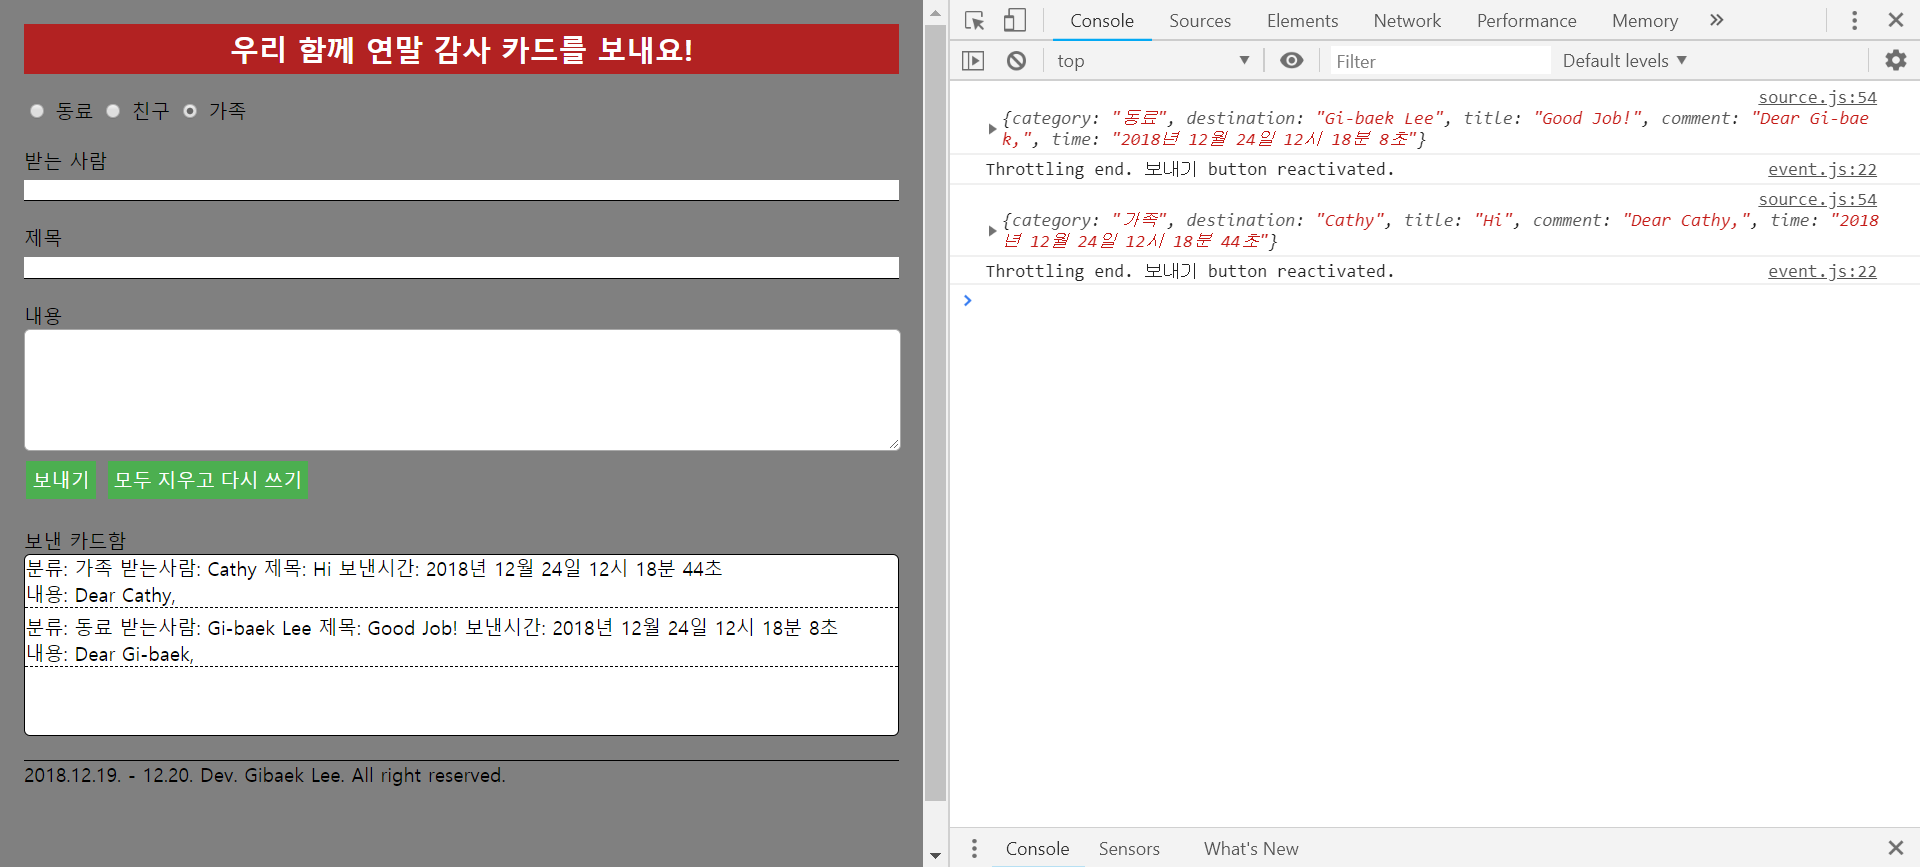 우리 함께 연말 감사 카드를 보내요!
동료 친구 가족
받는 사람
제목
내용
보내기 모두 지우고 다시 쓰기
보낸 카드함
분류: 가족 받는사람: Cathy 제목: Hi 보낸시간: 2018년 12월 24일 12시 18분 44초
내용: Dear Cathy,
분류: 동료 받는사람: Gi-baek Lee 제목: Good Job! 보낸시간: 2018년 12월 24일 12시 18분 8초
내용: Dear Gi-baek,
2018.12.19. - 12.20. Dev. Gibaek Lee. All right reserved.
Console Sources Elements Network Performance Memory »
top Filter Default levels ▼
source.js:54
{category: "동료", destination: "Gi-baek Lee", title: "Good Job!", comment: "Dear Gi-bae
k,", time: "2018년 12월 24일 12시 18분 8초"}
Throttling end. 보내기 button reactivated. event.js:22
source.js:54
{category: "가족", destination: "Cathy", title: "Hi", comment: "Dear Cathy,", time: "2018
년 12월 24일 12시 18분 44초"}
Throttling end. 보내기 button reactivated. event.js:22
Console Sensors What's New